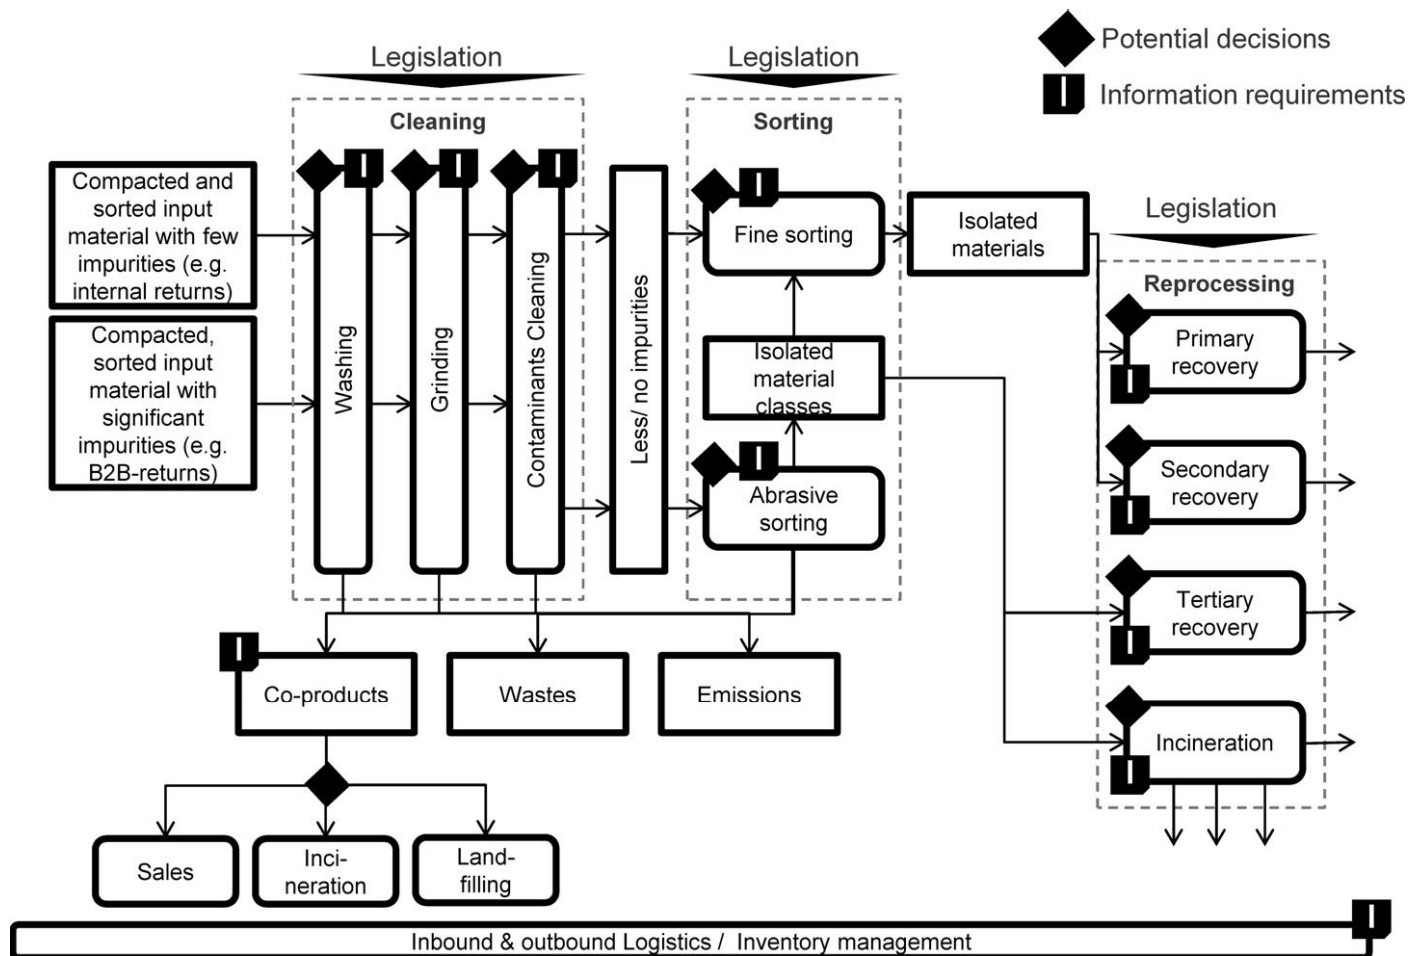 Legislation
Legislation
Potential decisions
I
Information requirements
Cleaning
Sorting
I
I
I
I
Compacted and
sorted input
material with few
impurities (e.g.
internal returns)
Compacted,
sorted input
material with
significant
impurities (e.g.
B2B-returns)
Washing
Grinding
Contaminants Cleaning
Less/ no impurities
Fine sorting
Isolated
material
classes
I
Abrasive
sorting
Isolated
materials
Legislation
Reprocessing
Primary
recovery
I
Secondary
recovery
I
Tertiary
recovery
I
Incineration
I
I
Co-products
Wastes
Emissions
Sales
Inci-
neration
Land-
filling
I
Inbound & outbound Logistics / Inventory management